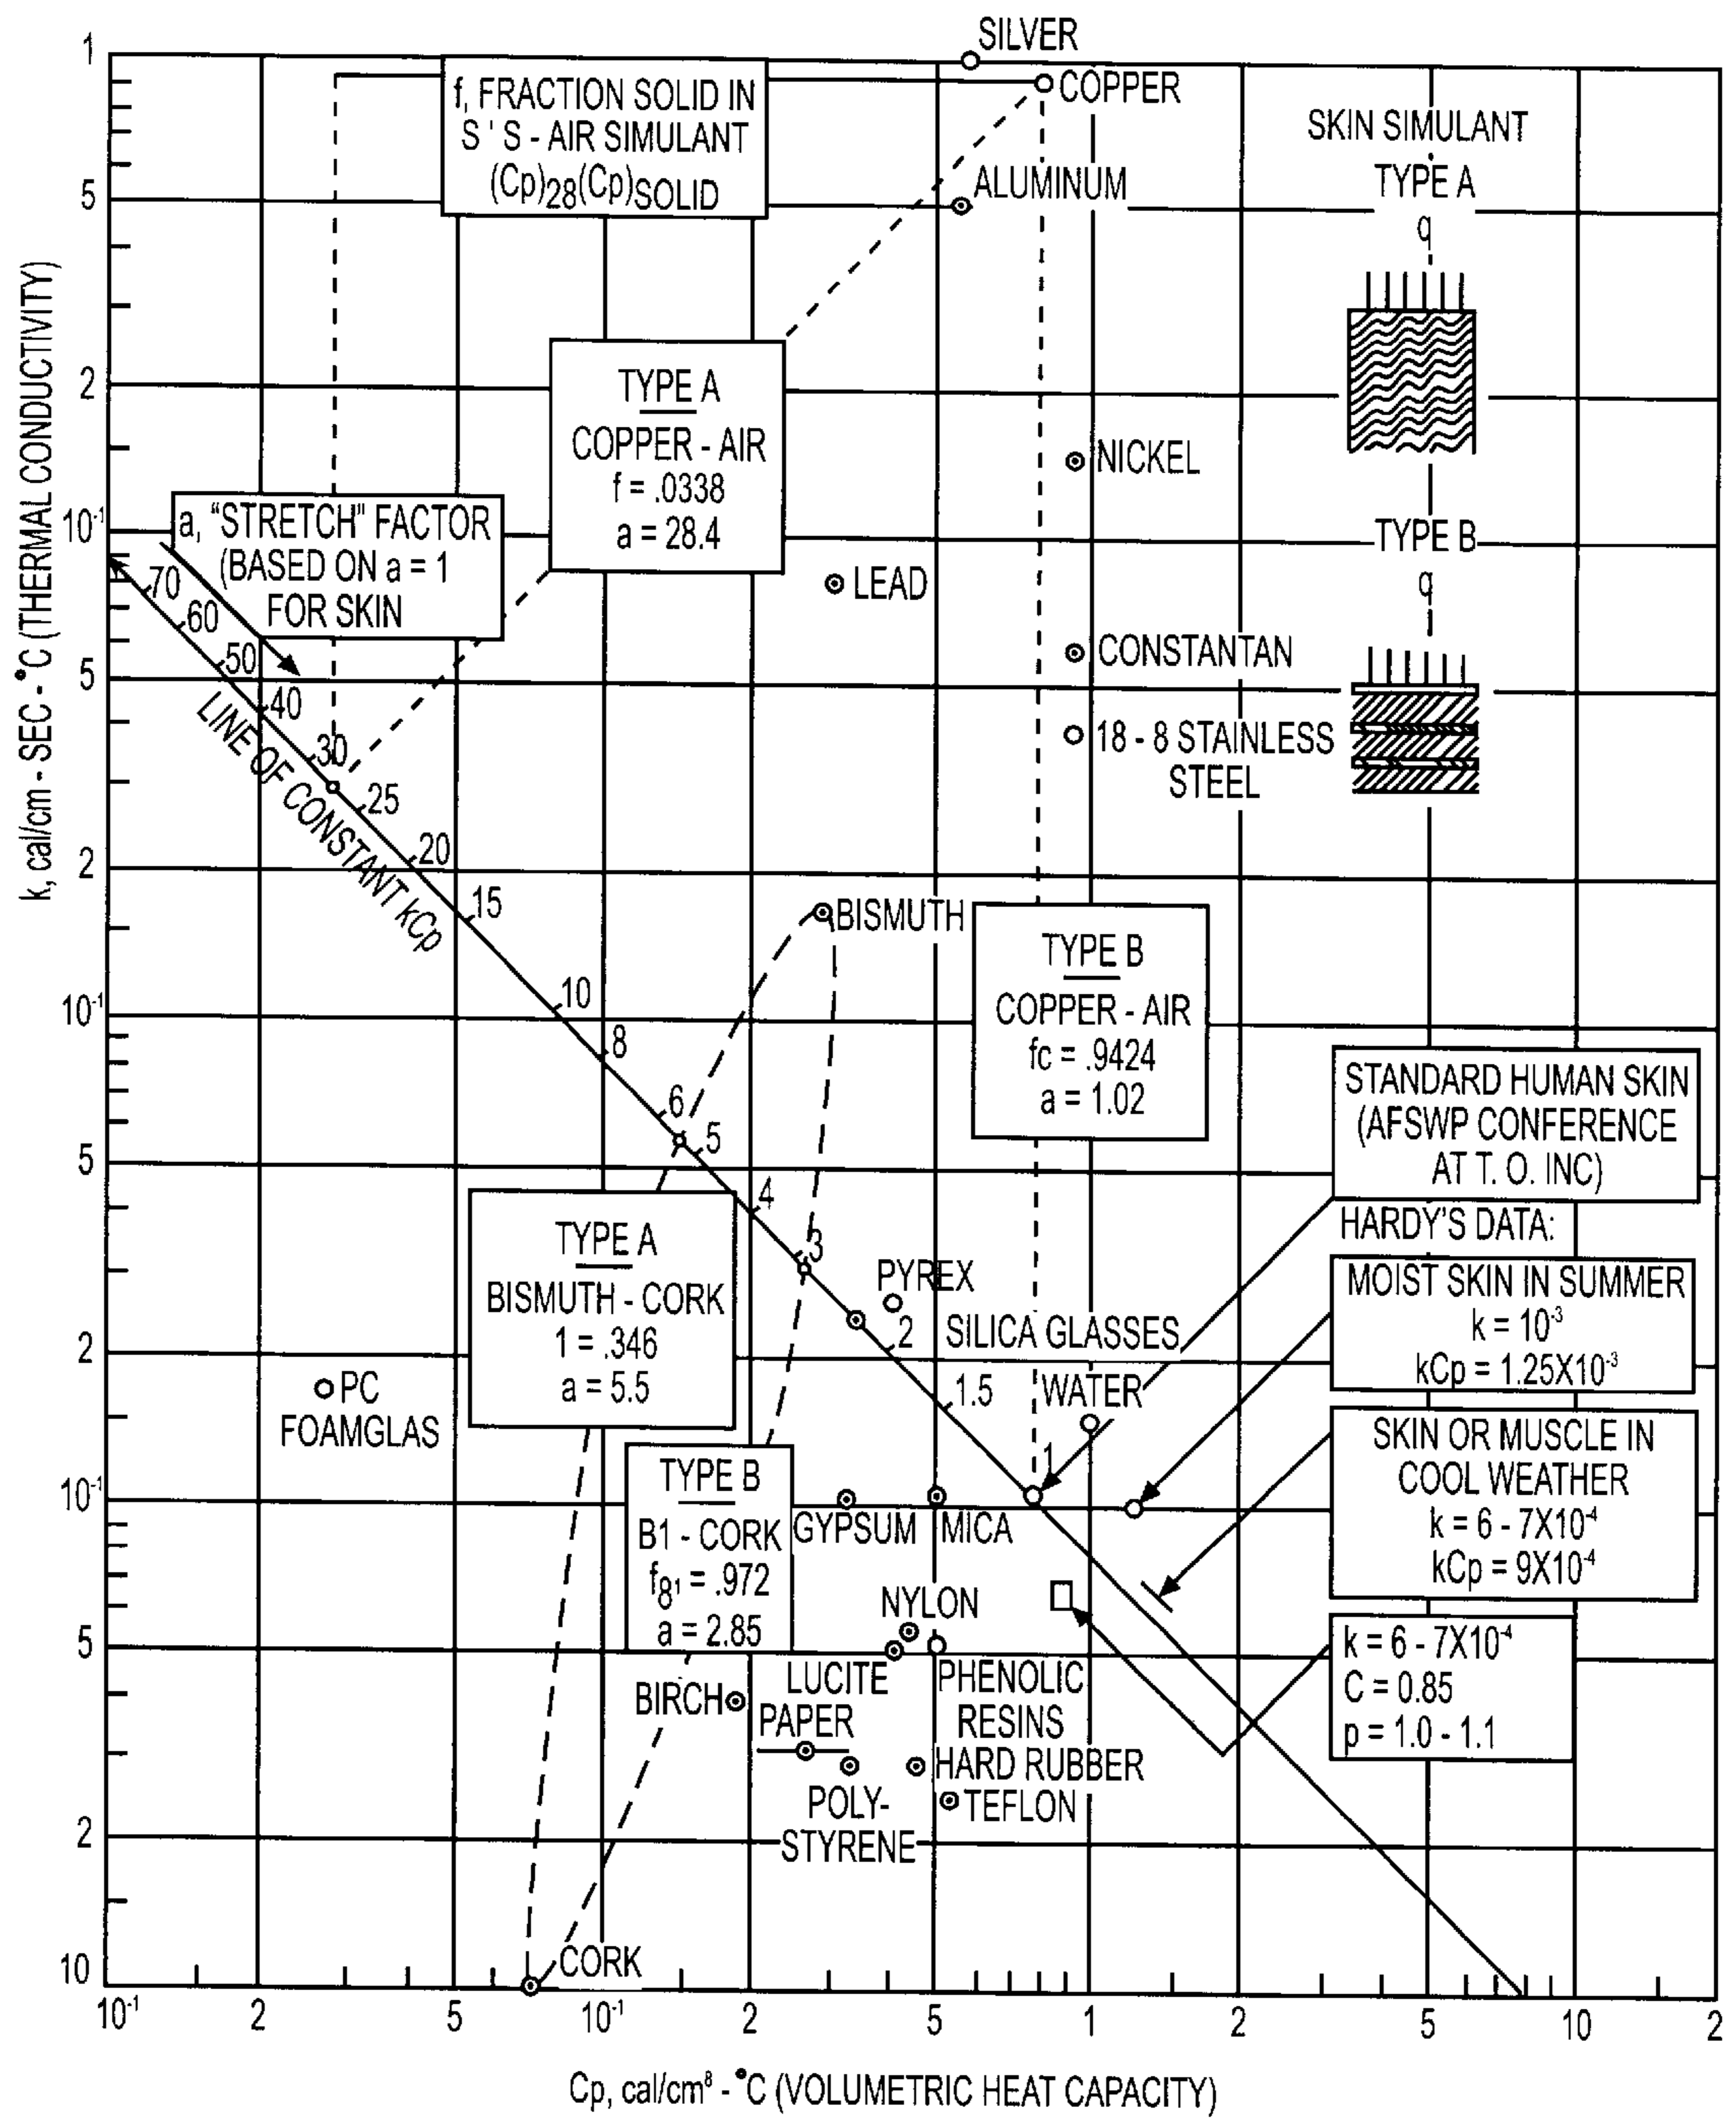 SILVER
1
f, FRACTION SOLID IN
S ' S - AIR SIMULANT
(Cp)28(Cp)SOLID
COPPER
SKIN SIMULANT
TYPE A
q
ALUMINUM
5
k, cal/cm - SEC - °C (THERMAL CONDUCTIVITY)
TYPE A
COPPER - AIR
f = .0338
a = 28.4
2
NICKEL
10-1
a, "STRETCH" FACTOR
(BASED ON a = 1
FOR SKIN
TYPE B
q
LEAD
70
60
50
40
30
25
20
15
10
8
6
5
4
3
2
1.5
1
LINE OF CONSTANT kCp
CONSTANTAN
5
18 - 8 STAINLESS
STEEL
2
BISMUTH
TYPE B
COPPER - AIR
fc = .9424
a = 1.02
10-1
STANDARD HUMAN SKIN
(AFSWP CONFERENCE
AT T. O. INC)
5
HARDY'S DATA:
TYPE A
BISMUTH - CORK
1 = .346
a = 5.5
PYREX
MOIST SKIN IN SUMMER
k = 10-3
kCp = 1.25X10-3
SILICA GLASSES
2
PC
FOAMGLAS
WATER
SKIN OR MUSCLE IN
COOL WEATHER
k = 6 - 7X10-4
kCp = 9X10-4
TYPE B
B1 - CORK
f81 = .972
a = 2.85
10-1
GYPSUM
MICA
NYLON
5
k = 6 - 7X10-4
C = 0.85
p = 1.0 - 1.1
LUCITE
PHENOLIC
RESINS
BIRCH
PAPER
HARD RUBBER
POLY-
STYRENE
TEFLON
2
CORK
10
10-1 2 5 10-1 2 5 1 2 5 10 2
Cp, cal/cm8 - °C (VOLUMETRIC HEAT CAPACITY)